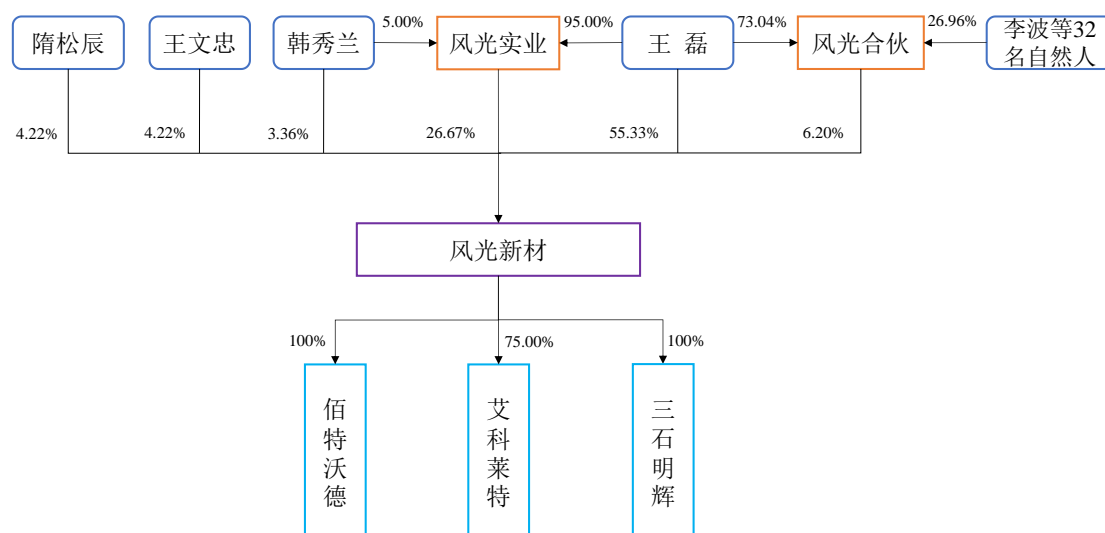 隋松辰
王文忠
韩秀兰
5.00%
风光实业
95.00%
王 磊
73.04%
风光合伙
26.96%
李波等32
名自然人
4.22%
4.22%
3.36%
26.67%
55.33%
6.20%
风光新材
100%
75.00%
100%
佰特沃德
艾科莱特
三石明辉